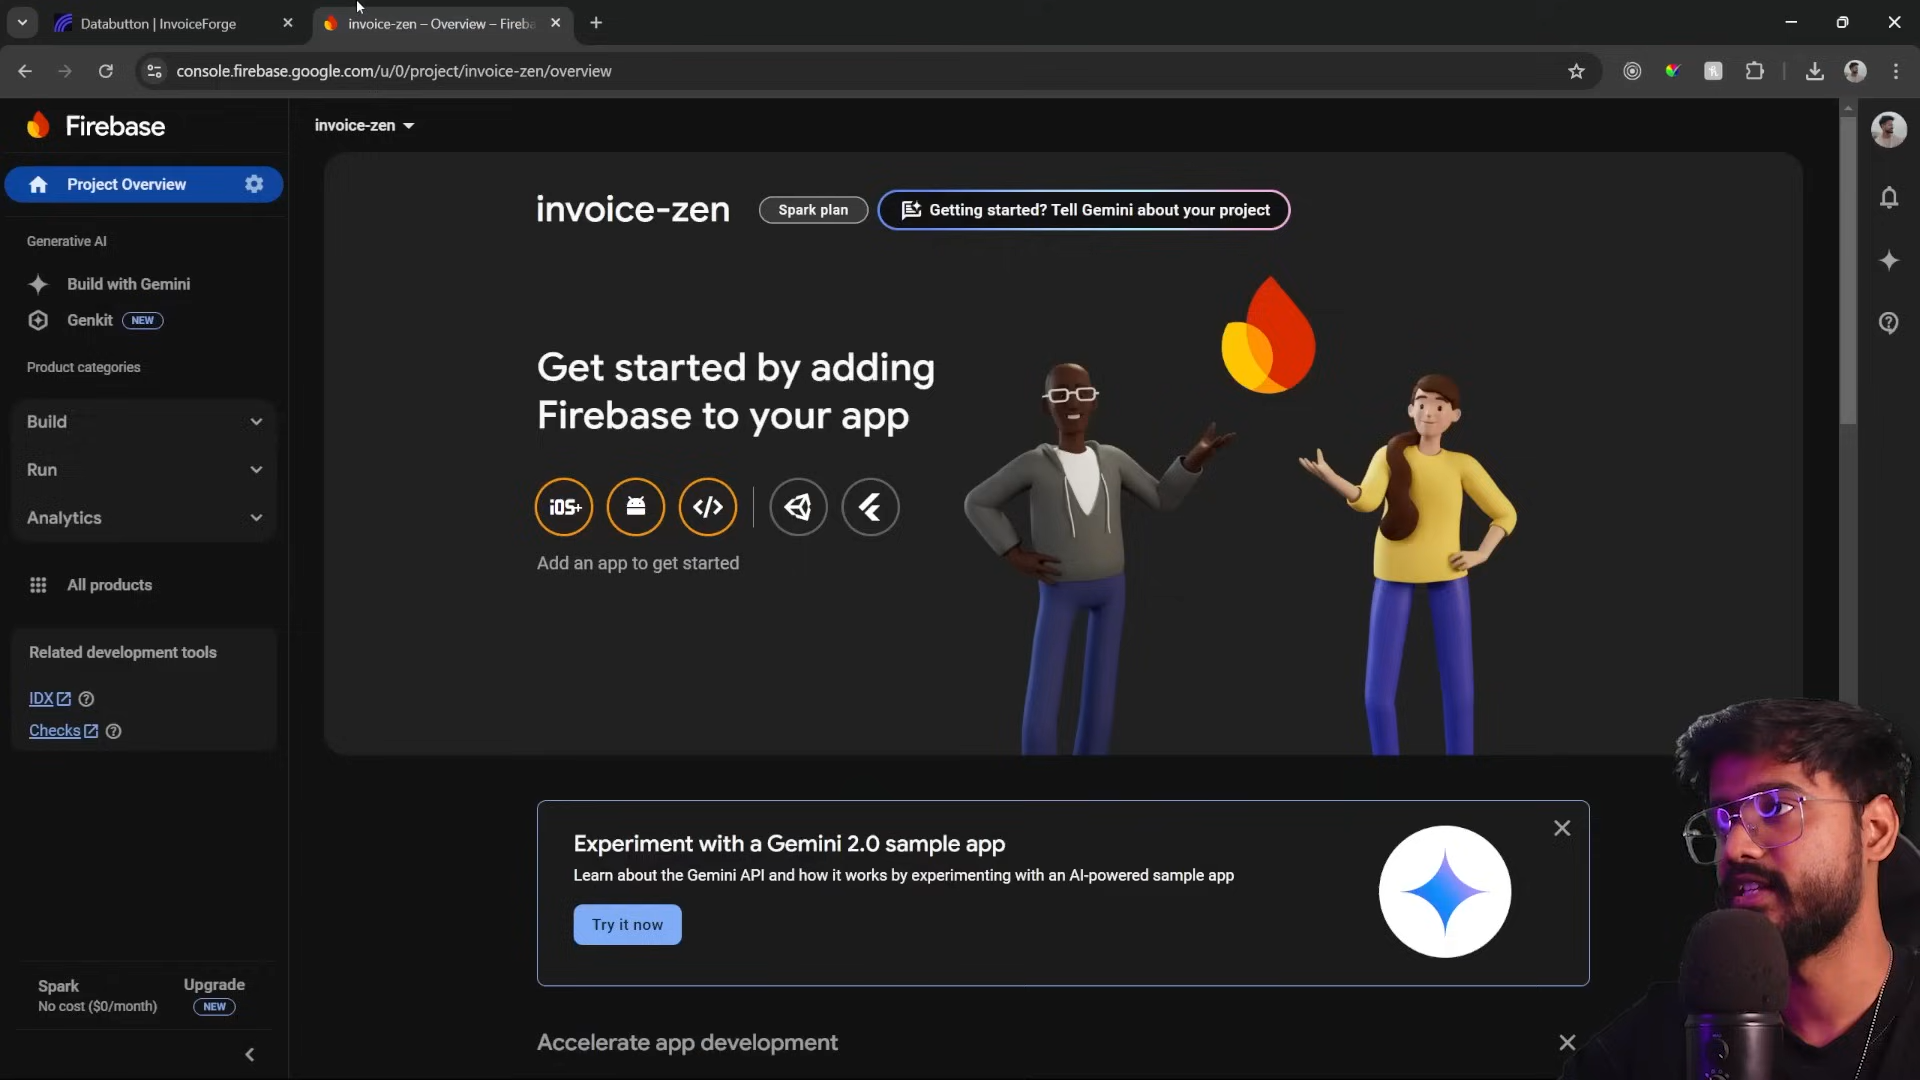 Databutton | InvoiceForge
invoice-zen – Overview – Fireba
console.firebase.google.com/u/0/project/invoice-zen/overview
Firebase
invoice-zen
Project Overview
invoice-zen
Spark plan
Getting started? Tell Gemini about your project
Generative AI
Build with Gemini
Genkit
NEW
Product categories
Build
Run
Analytics
Get started by adding
Firebase to your app
iOS+
Add an app to get started
All products
Related development tools
IDX
Checks
Experiment with a Gemini 2.0 sample app
Learn about the Gemini API and how it works by experimenting with an AI-powered sample app
Try it now
Spark
No cost ($0/month)
Upgrade
NEW
Accelerate app development